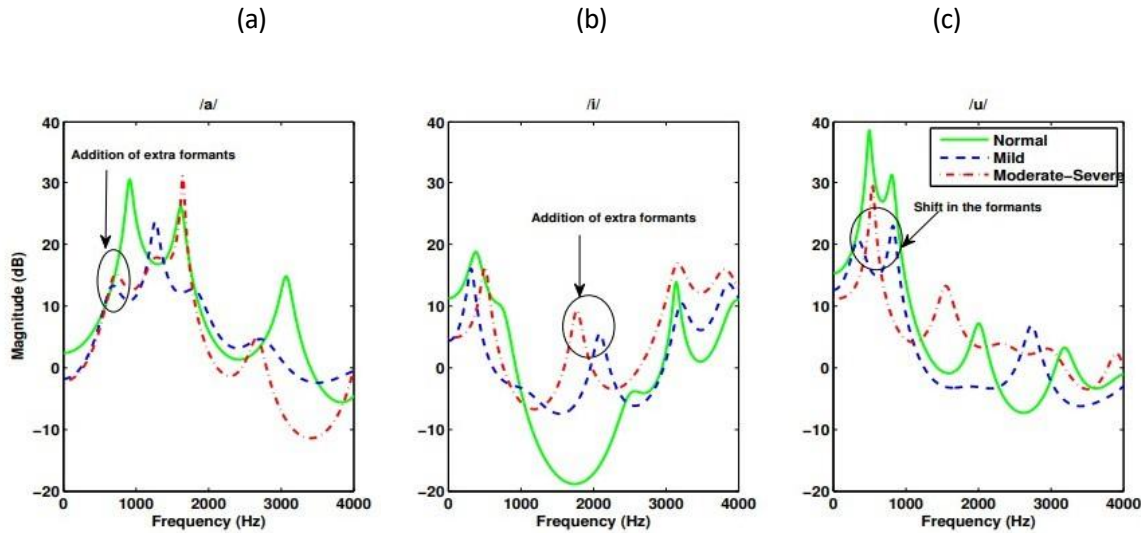 (a)
(b)
(c)
/a/
/i/
/u/
40
30
20
10
0
−10
−20
Magnitude (dB)
Addition of extra formants
0
1000
2000
3000
4000
Frequency (Hz)
40
30
20
10
0
−10
−20
Addition of extra formants
0
1000
2000
3000
4000
Frequency (Hz)
40
30
20
10
0
−10
−20
Normal
Mild
Moderate−Severe
Shift in the formants
0
1000
2000
3000
4000
Frequency (Hz)